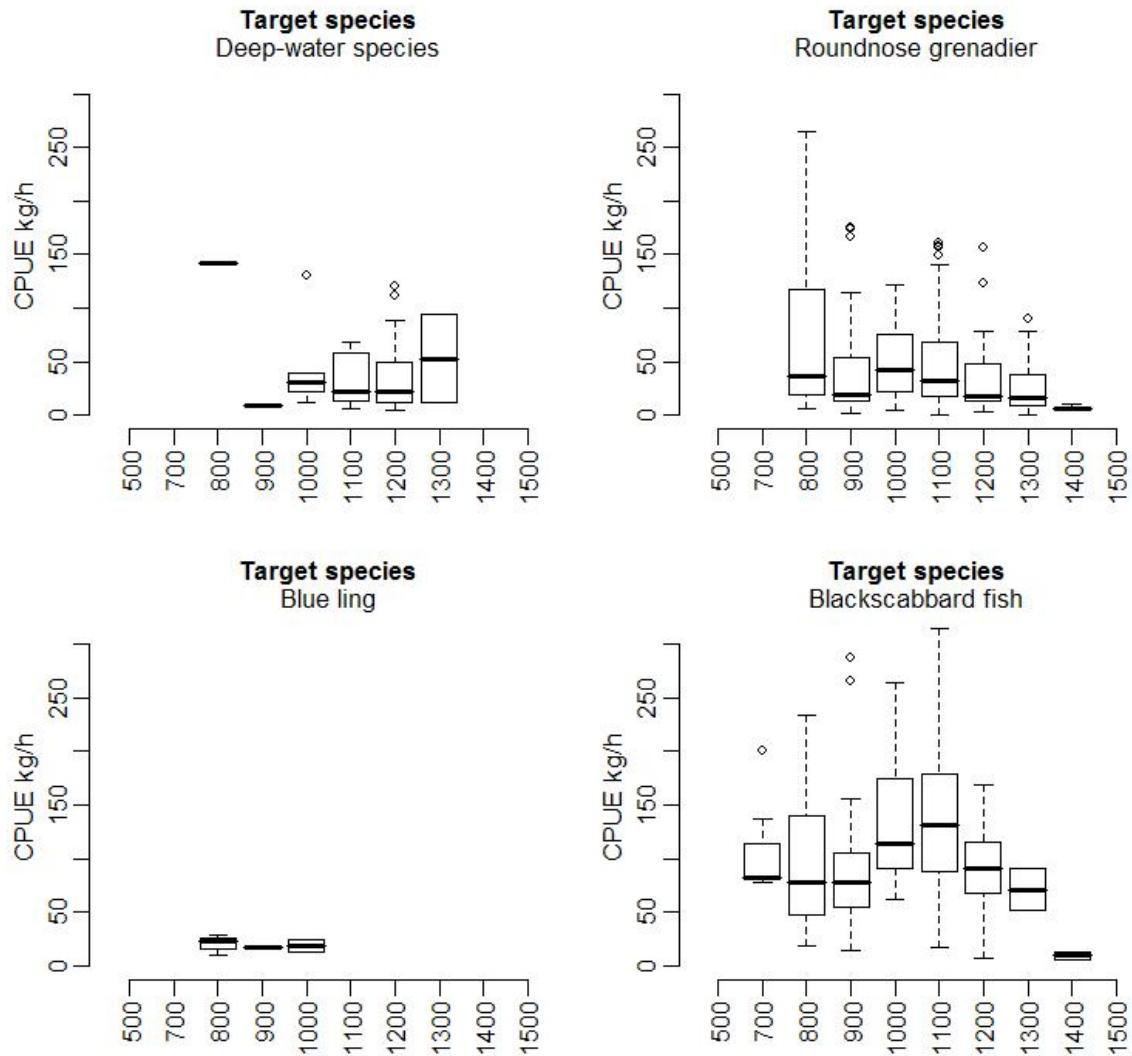 Target species
Deep-water species
CPUE kg/h
0 50 150 250
500 700 800 900 1000 1100 1200 1300 1400 1500
Target species
Roundnose grenadier
CPUE kg/h
0 50 150 250
500 700 800 900 1000 1100 1200 1300 1400 1500
Target species
Blue ling
CPUE kg/h
0 50 150 250
500 700 800 900 1000 1100 1200 1300 1400 1500
Target species
Blackscabbard fish
CPUE kg/h
0 50 150 250
500 700 800 900 1000 1100 1200 1300 1400 1500